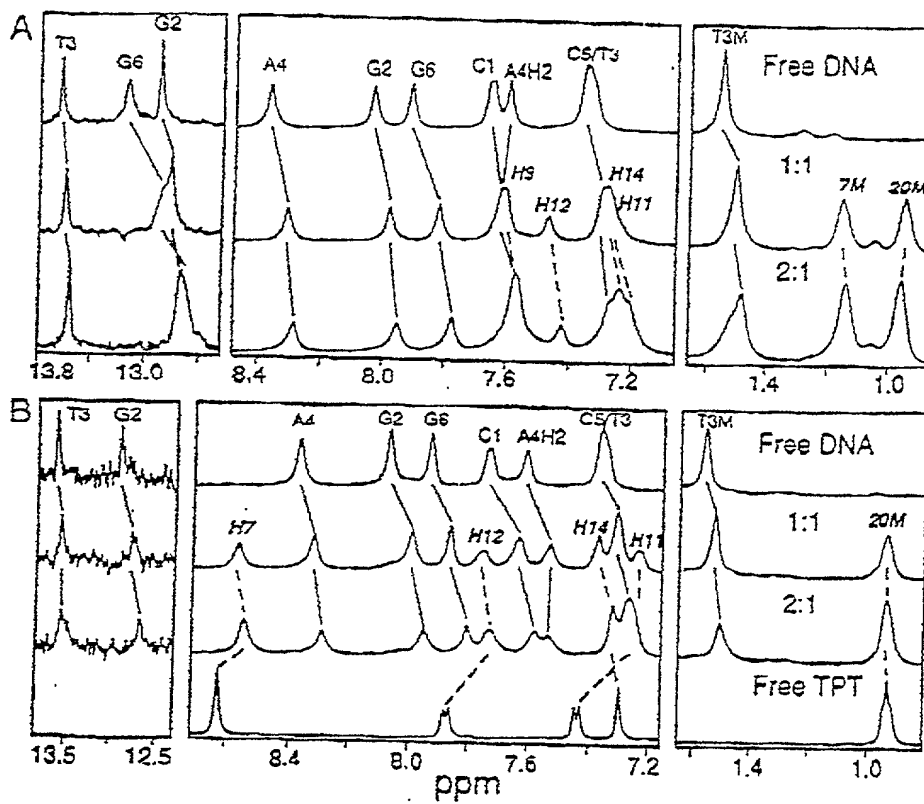 A
T3 G6 G2
A4 G2 G6 C1 A4H2 C5/T3
T3M Free DNA
1:1
H9 H12 H14 H11
7M 20M
2:1
13.8 13.0
8.4 8.0 7.6 7.2
1.4 1.0
B
T3 G2
A4 G2 G6 C1 A4H2 C5/T3
T3M Free DNA
1:1
H7 H12 H14 H11
20M
2:1
Free TPT
13.5 12.5
8.4 8.0 7.6 7.2
1.4 1.0
ppm